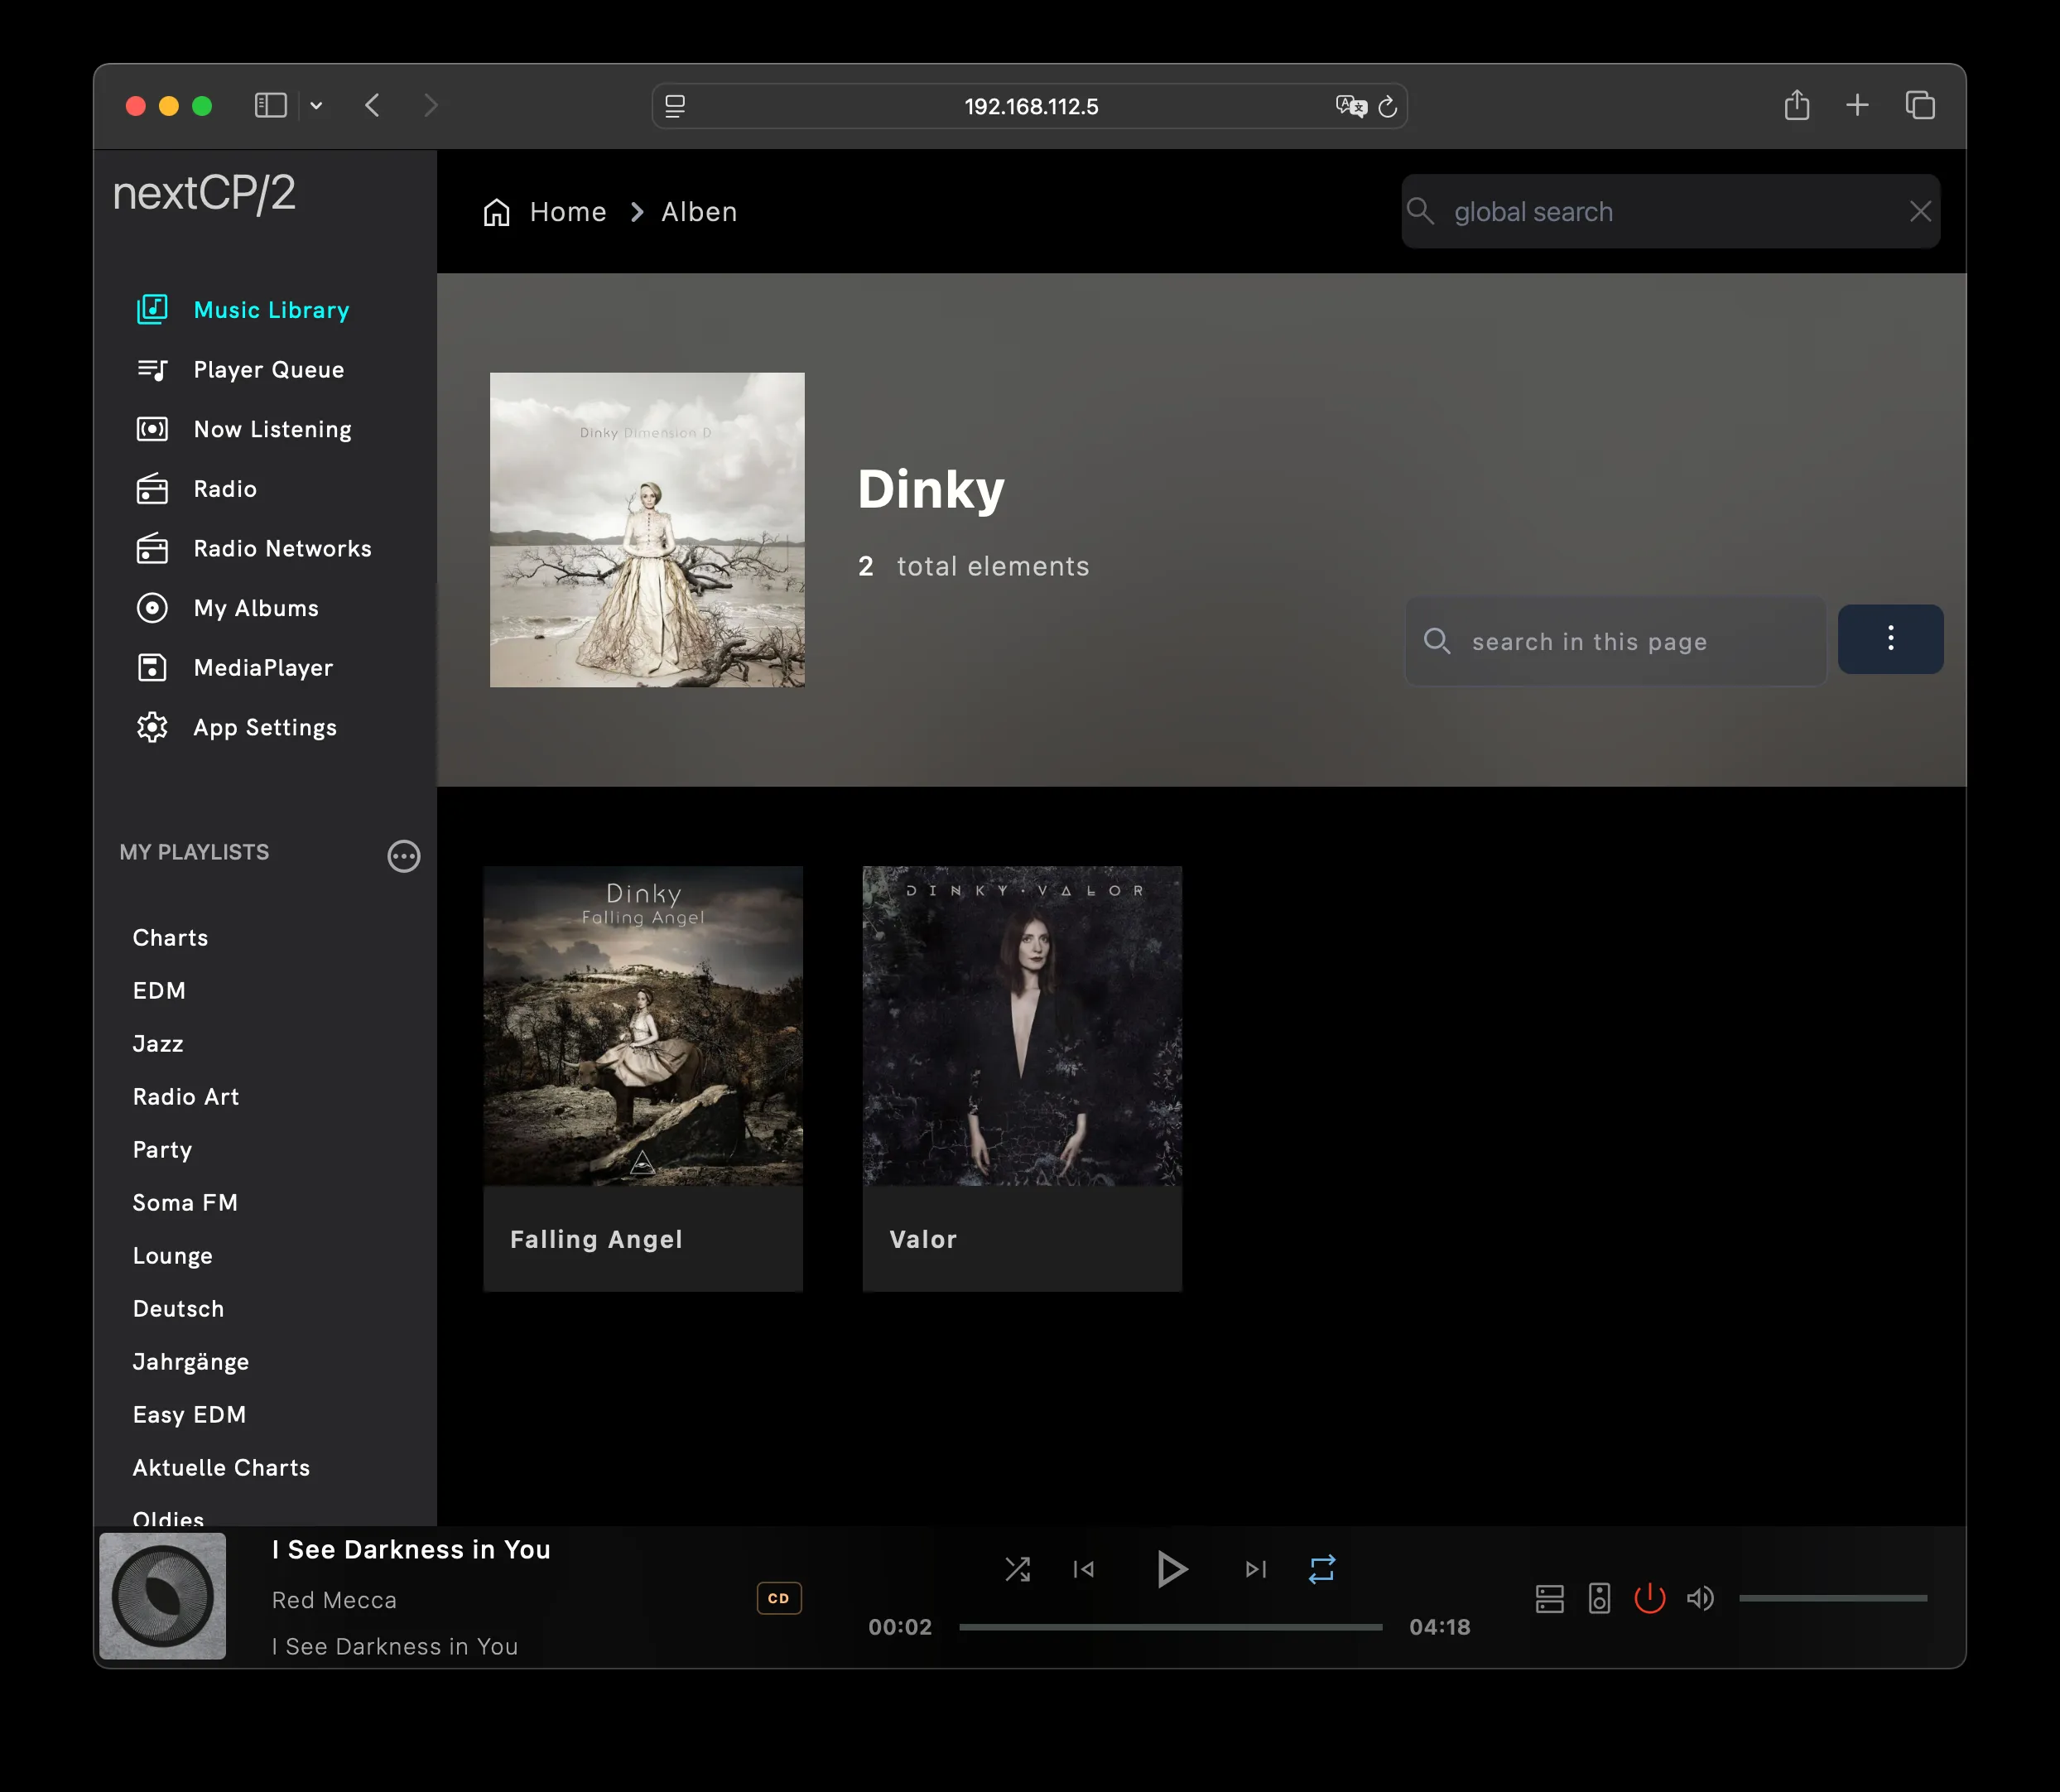 192.168.112.5
nextCP/2
Home > Alben
global search
Music Library
Player Queue
Now Listening
Radio
Radio Networks
My Albums
MediaPlayer
App Settings
Dinky Dimension D
Dinky
2 total elements
search in this page
MY PLAYLISTS
Charts
EDM
Jazz
Radio Art
Party
Soma FM
Lounge
Deutsch
Jahrgänge
Easy EDM
Aktuelle Charts
Oldies
Dinky
Falling Angel
DINKY·VALOR
Falling Angel
Valor
I See Darkness in You
Red Mecca
I See Darkness in You
CD
00:02
04:18